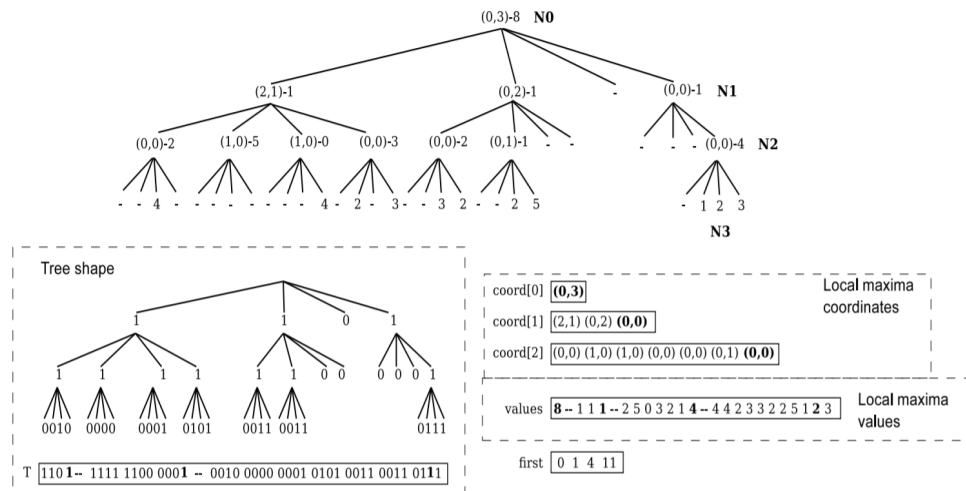 (0,3)-8 N0
(2,1)-1 (0,2)-1 - (0,0)-1 N1
(0,0)-2 (1,0)-5 (1,0)-0 (0,0)-3 (0,0)-2 (0,1)-1 - - - - - (0,0)-4 N2
- - 4 - - - - - - - - 4 - 2 - 3 - - 3 2 - - 2 5 - 1 2 3
N3
Tree shape
1 1 0 1
1 1 1 1 1 1 0 0 0 0 0 1
0010 0000 0001 0101 0011 0011 0111
T 1101-- 1111 1100 0001 -- 0010 0000 0001 0101 0011 0011 0111
coord[0] (0,3)
coord[1] (2,1) (0,2) (0,0)
coord[2] (0,0) (1,0) (1,0) (0,0) (0,0) (0,1) (0,0)
Local maxima
coordinates
values 8 -- 1 1 1 -- 2 5 0 3 2 1 4 -- 4 4 2 3 3 2 2 5 1 2 3
Local maxima
values
first 0 1 4 11